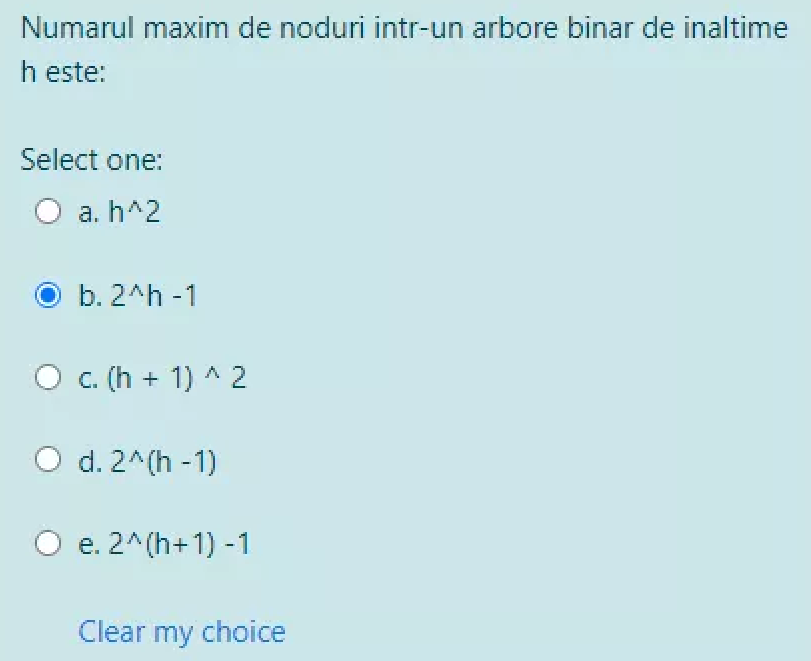 Numarul maxim de noduri intr-un arbore binar de inaltime
h este:
Select one:
a. h^2
b. 2^h -1
c. (h + 1) ^ 2
d. 2^(h -1)
e. 2^(h+1) -1
Clear my choice